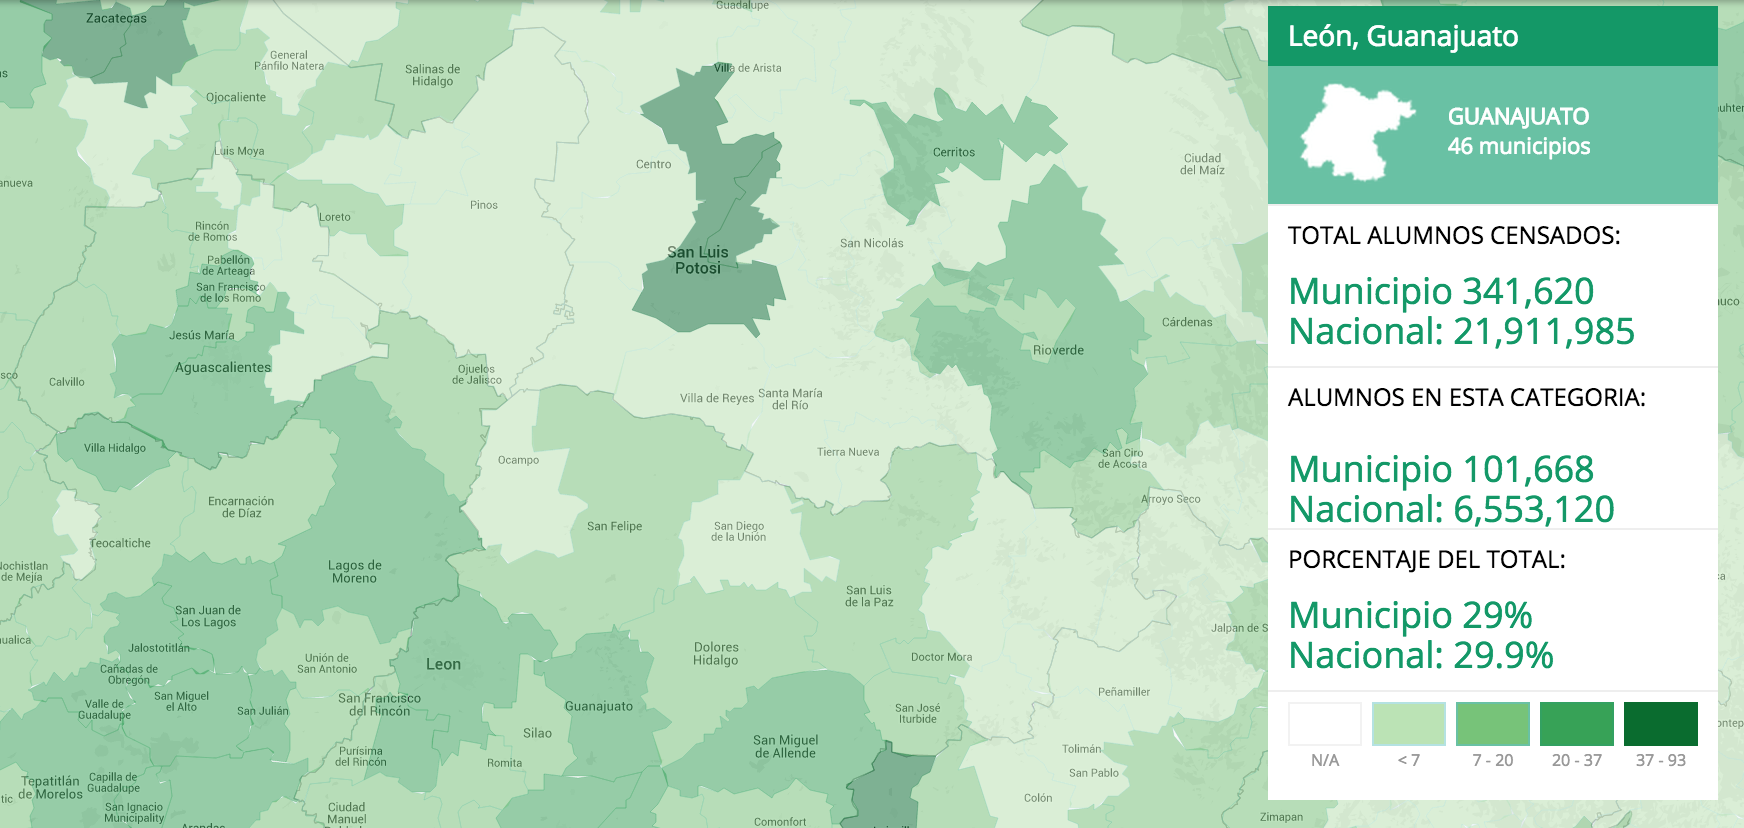 Zacatecas
Guadalupe
General
Pánfilo Natera
Salinas de
Hidalgo
Villa de Arista
Ojocaliente
Luis Moya
Centro
Cerritos
Ciudad
del Maíz
Pinos
Loreto
Rincón
de Romos
San Nicolás
San Luis
Potosi
Pabellón
de Arteaga
San Francisco
de los Romo
Jesús María
Aguascalientes
Calvillo
Ojuelos
de Jalisco
Cárdenas
Rioverde
Villa de Reyes
Santa María
del Río
Villa Hidalgo
Ocampo
Tierra Nueva
San Ciro
de Acosta
Arroyo Seco
Encarnación
de Díaz
San Felipe
San Diego
de la Unión
Teocaltiche
Nochistlan
de Mejía
Lagos de
Moreno
San Luis
de la Paz
San Juan de
Los Lagos
Jalpan de S
Jalostotitlán
Unión de
San Antonio
Leon
Dolores
Hidalgo
Doctor Mora
Cañadas de
Obregón
Peñamiller
San Miguel
el Alto
Valle de
Guadalupe
San Julián
San Francisco
del Rincón
Guanajuato
San José
Iturbide
Silao
San Miguel
de Allende
Purísima
del Rincón
Romita
Tolimán
San Pablo
Tepatitlán
de Morelos
Capilla de
Guadalupe
Colón
San Ignacio
Municipality
Ciudad
Manuel
Arandas
Comonfort
Zimapan
León, Guanajuato
GUANAJUATO
46 municipios
TOTAL ALUMNOS CENSADOS:
Municipio 341,620
Nacional: 21,911,985
ALUMNOS EN ESTA CATEGORIA:
Municipio 101,668
Nacional: 6,553,120
PORCENTAJE DEL TOTAL:
Municipio 29%
Nacional: 29.9%
N/A
< 7
7 - 20
20 - 37
37 - 93